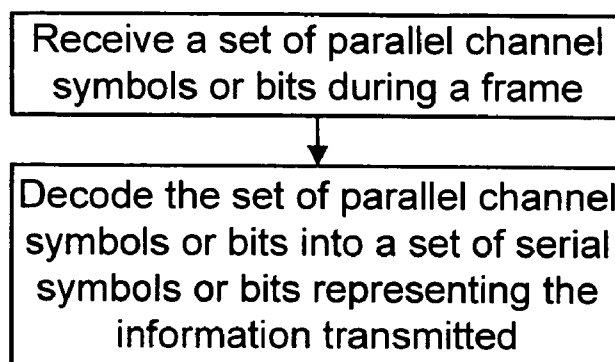 Receive a set of parallel channel
symbols or bits during a frame
Decode the set of parallel channel
symbols or bits into a set of serial
symbols or bits representing the
information transmitted